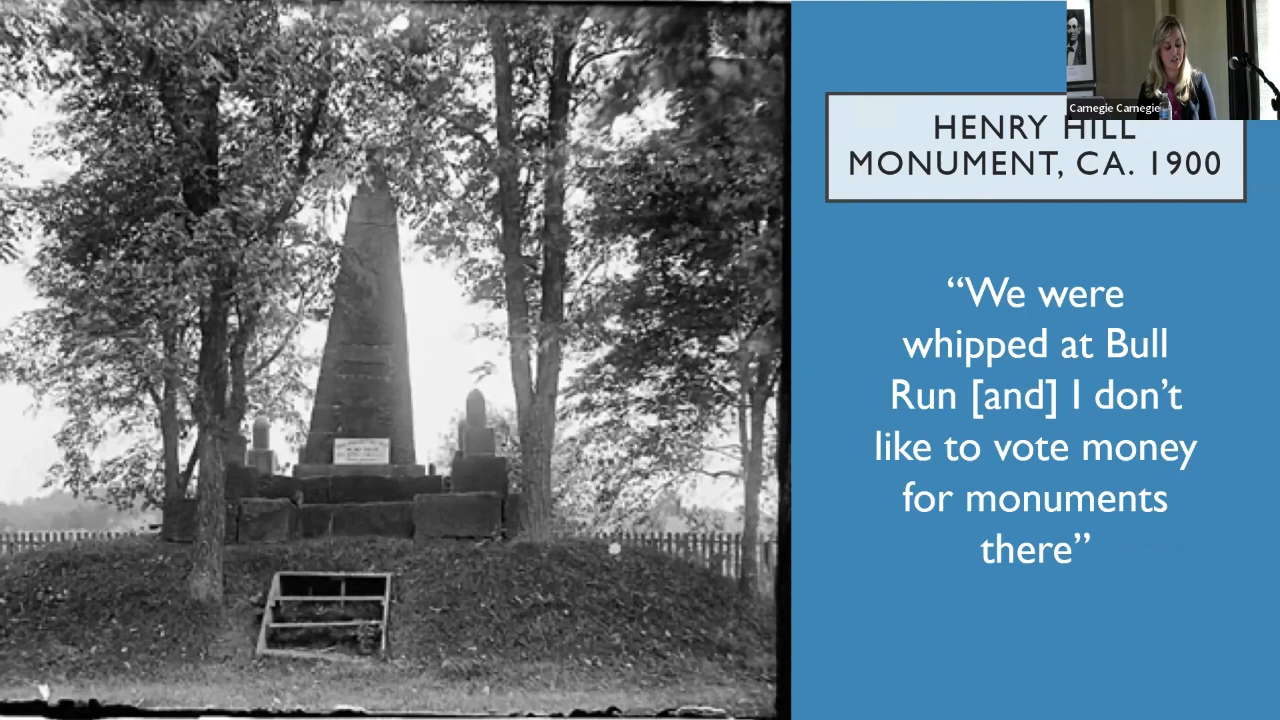 Carnegie Carnegie
HENRY HILL
MONUMENT, CA. 1900
“We were
whipped at Bull
Run [and] I don’t
like to vote money
for monuments
there”